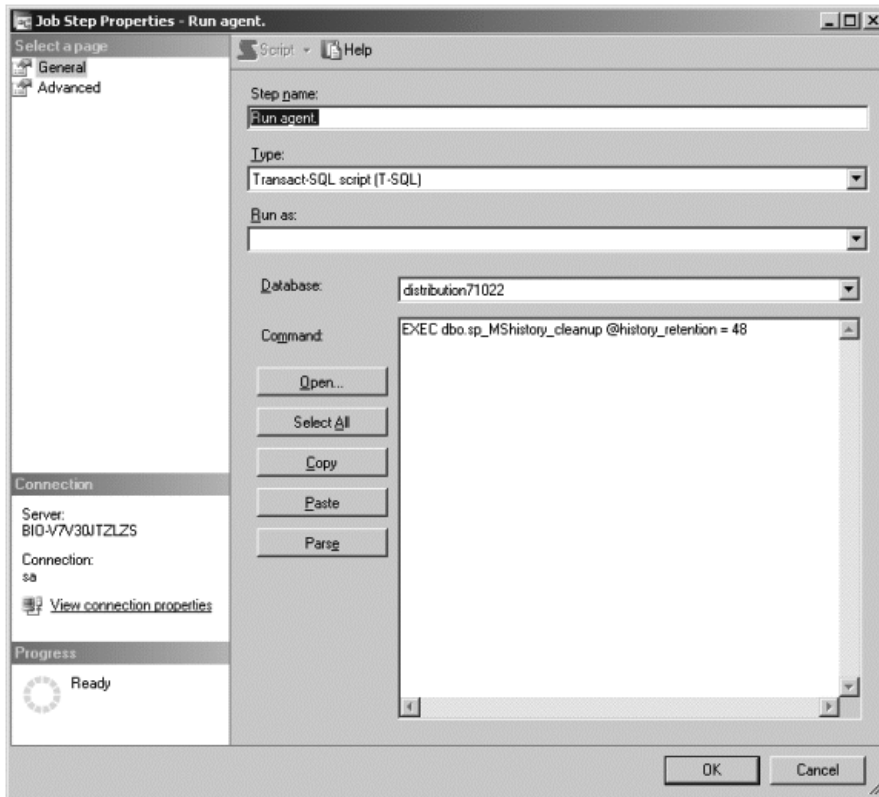 Job Step Properties - Run agent.
Select a page
General
Advanced
Script
Help
Step name:
Run agent.
Type:
Transact-SQL script (T-SQL)
Run as:
Database:
distribution71022
Command:
EXEC dbo.sp_MShistory_cleanup @history_retention = 48
Open...
Select All
Copy
Paste
Parse
Connection
Server:
BIO-V7V30JTZLZS
Connection:
sa
View connection properties
Progress
Ready
OK
Cancel